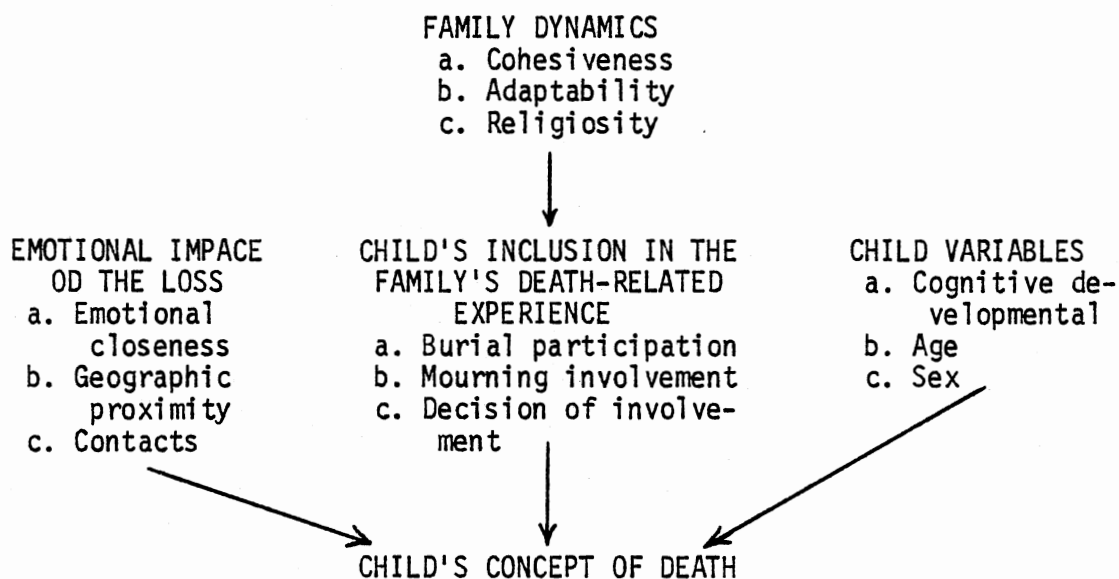 FAMILY DYNAMICS
a. Cohesiveness
b. Adaptability
c. Religiosity
EMOTIONAL IMPACE
OD THE LOSS
a. Emotional
closeness
b. Geographic
proximity
c. Contacts
CHILD'S INCLUSION IN THE
FAMILY'S DEATH-RELATED
EXPERIENCE
a. Burial participation
b. Mourning involvement
c. Decision of involve-
ment
CHILD VARIABLES
a. Cognitive de-
velopmental
b. Age
c. Sex
CHILD'S CONCEPT OF DEATH